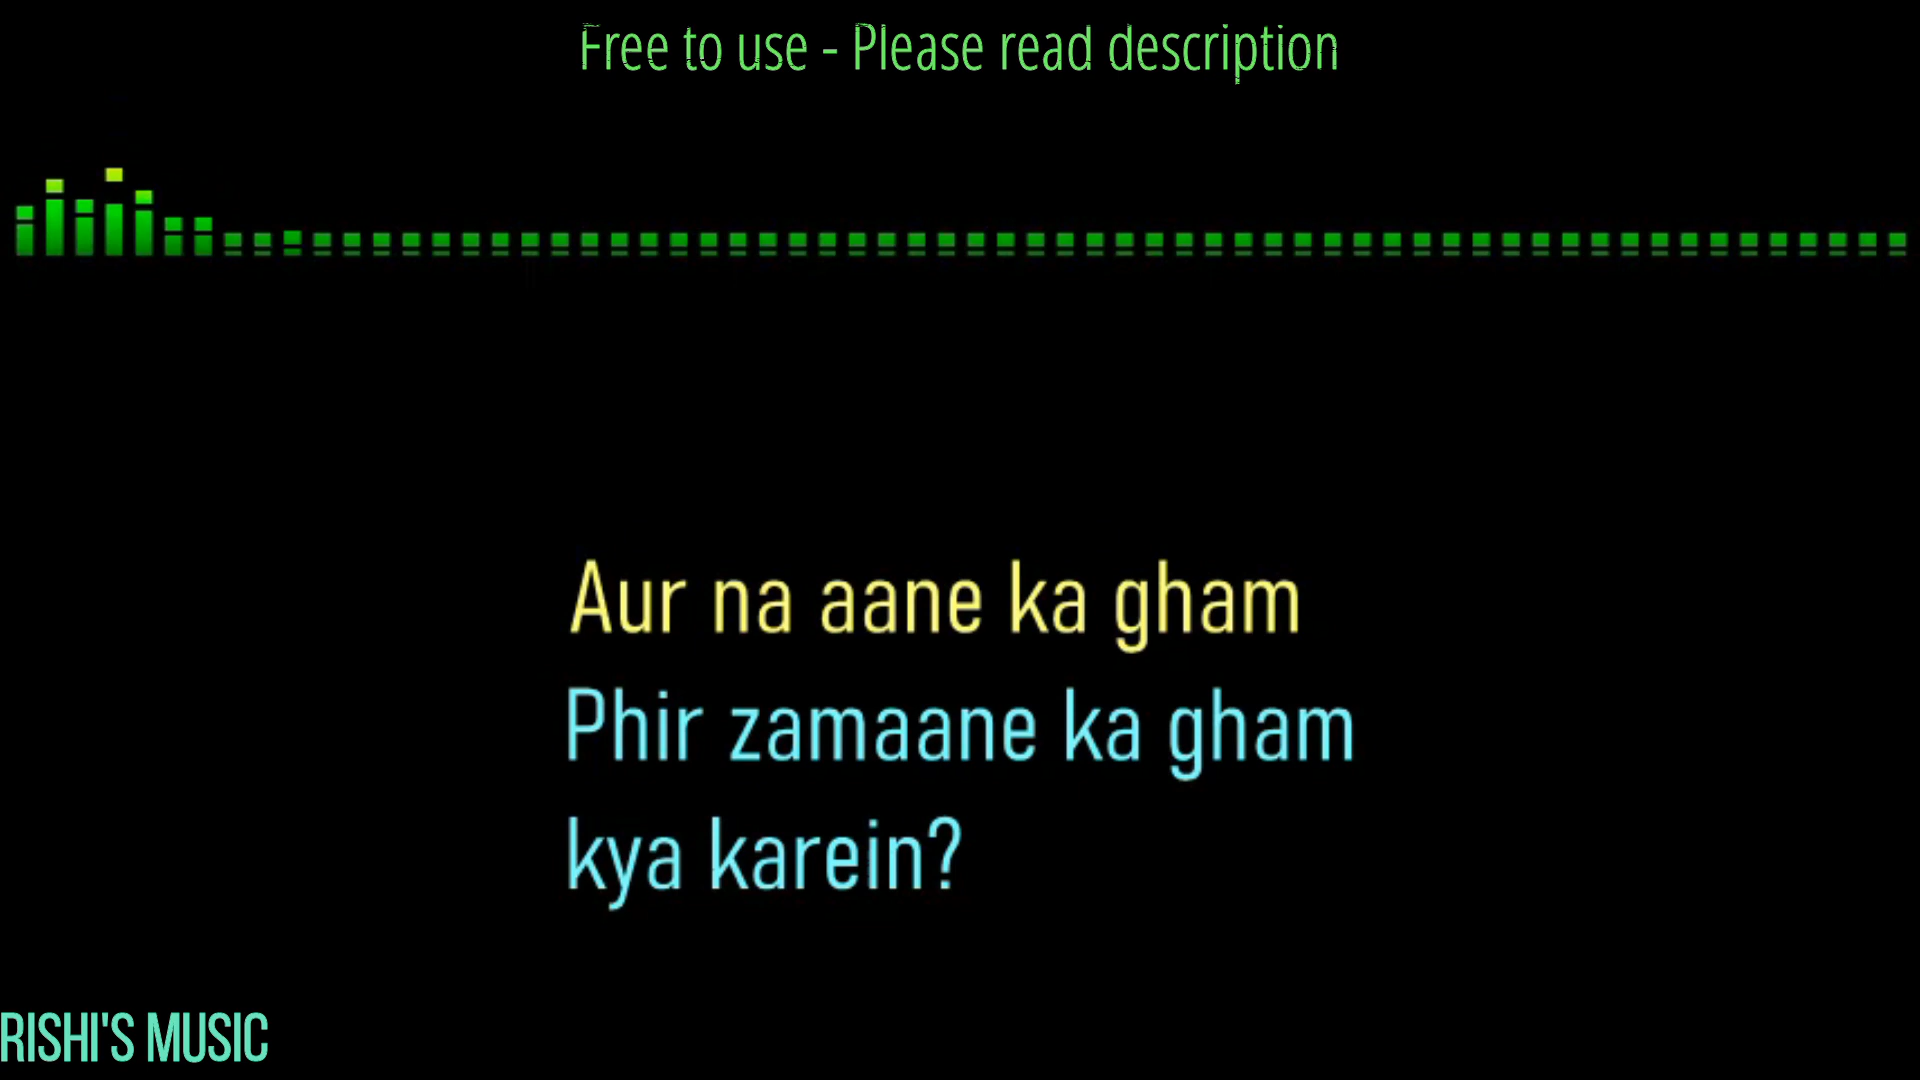 Free to use - Please read description
Aur na aane ka gham
Phir zamaane ka gham
kya karein?
RISHI'S MUSIC